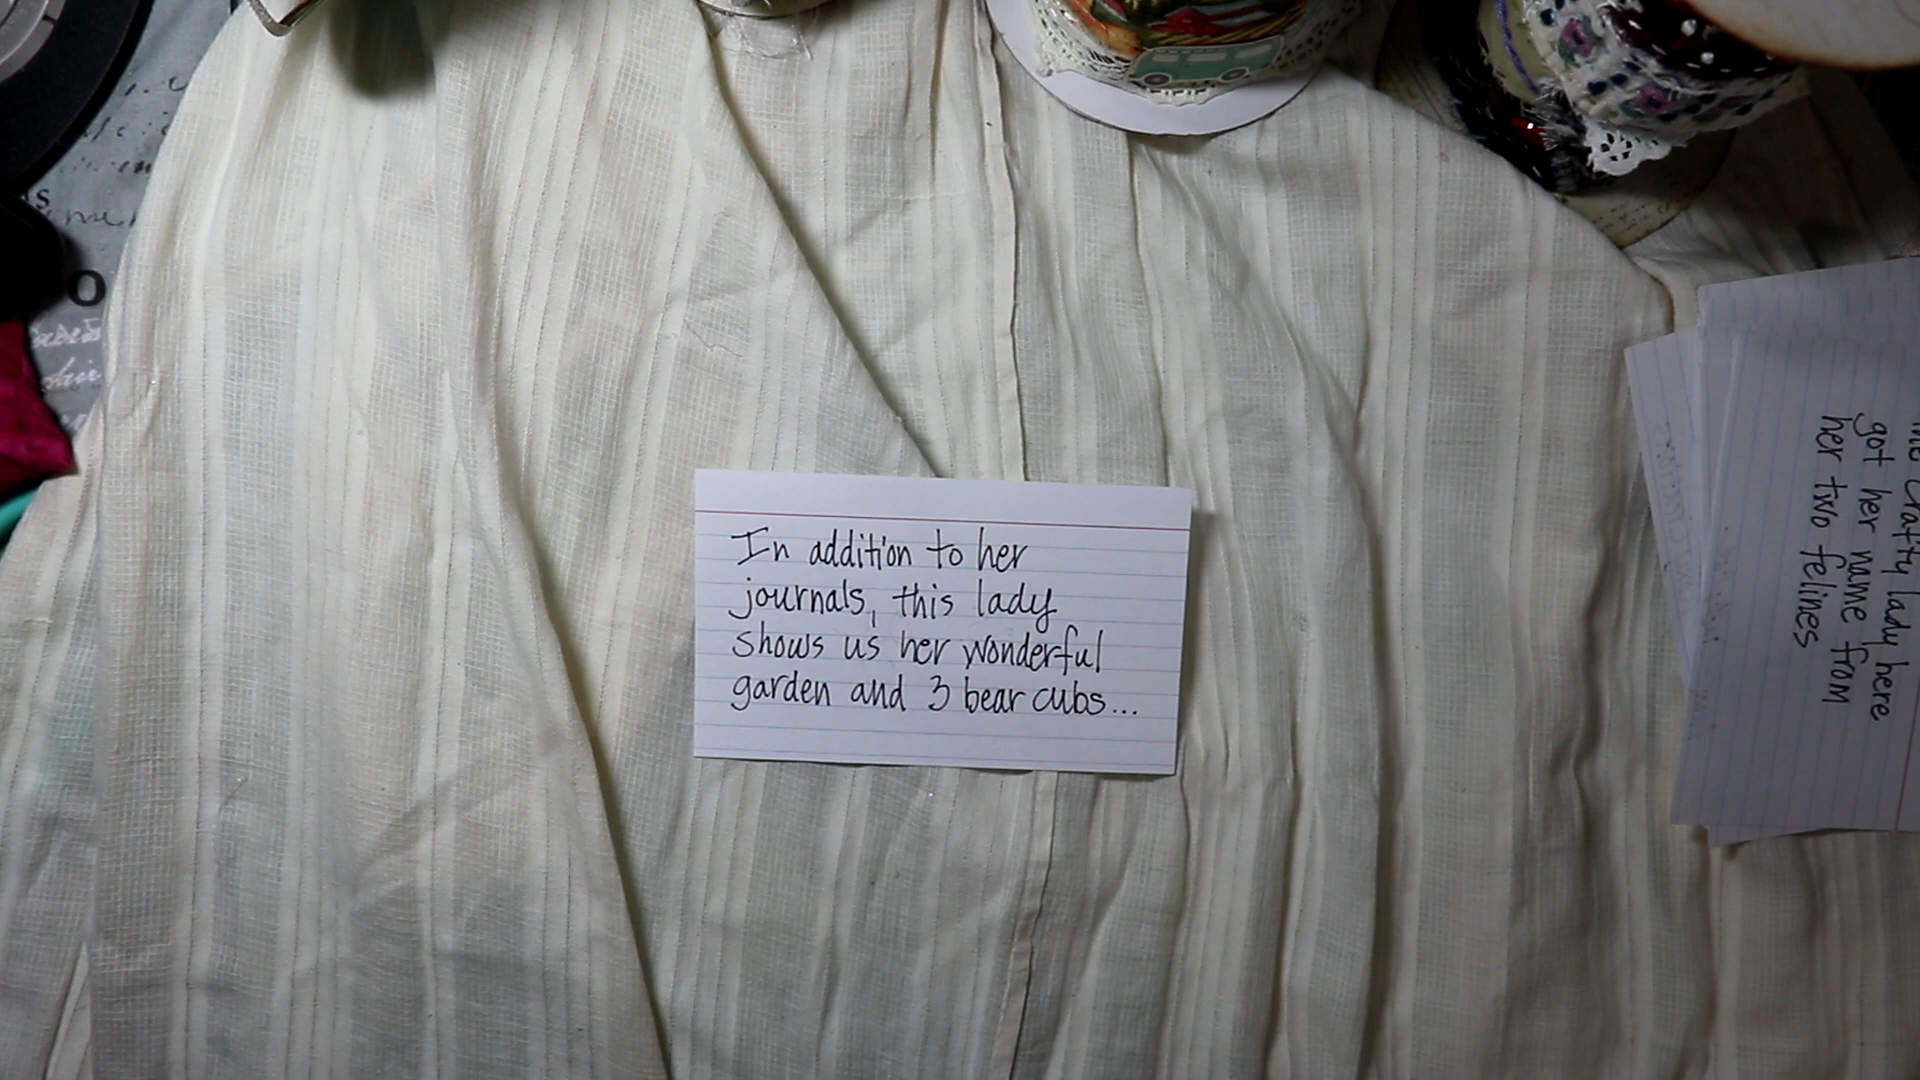 In addition to her
journals, this lady
shows us her wonderful
garden and 3 bear cubs...
crafty lady here
got her name from
her two felines